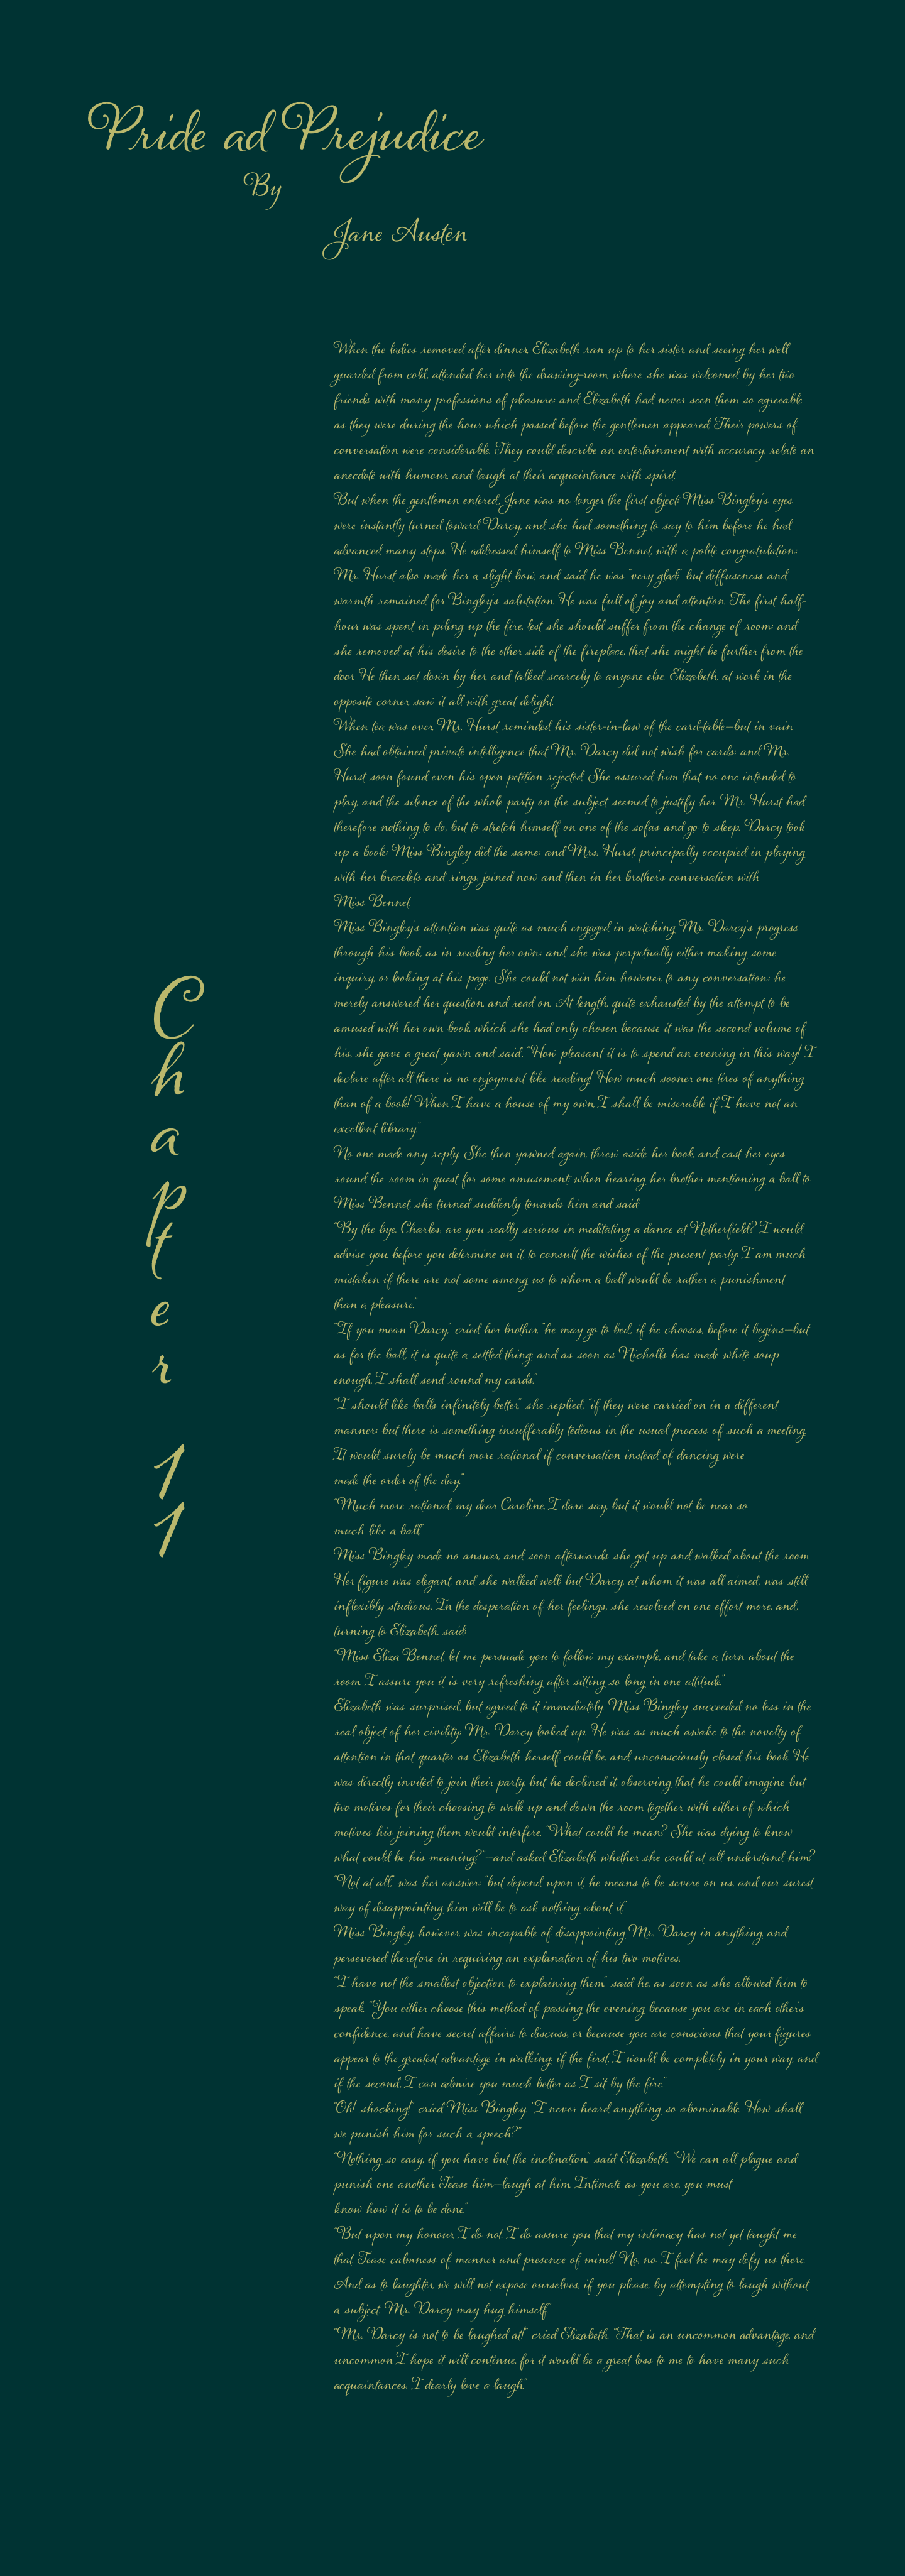 Pride ad Prejudice
By
Jane Austen
When the ladies removed after dinner, Elizabeth ran up to her sister, and seeing her well
guarded from cold, attended her into the drawing-room, where she was welcomed by her two
friends with many professions of pleasure; and Elizabeth had never seen them so agreeable
as they were during the hour which passed before the gentlemen appeared. Their powers of
conversation were considerable. They could describe an entertainment with accuracy, relate an
anecdote with humour, and laugh at their acquaintance with spirit.
But when the gentlemen entered, Jane was no longer the first object; Miss Bingley's eyes
were instantly turned toward Darcy, and she had something to say to him before he had
advanced many steps. He addressed himself to Miss Bennet, with a polite congratulation;
Mr. Hurst also made her a slight bow, and said he was "very glad;" but diffuseness and
warmth remained for Bingley's salutation. He was full of joy and attention. The first half-
hour was spent in piling up the fire, lest she should suffer from the change of room; and
she removed at his desire to the other side of the fireplace, that she might be further from the
door. He then sat down by her, and talked scarcely to anyone else. Elizabeth, at work in the
opposite corner, saw it all with great delight.
When tea was over, Mr. Hurst reminded his sister-in-law of the card-table—but in vain.
She had obtained private intelligence that Mr. Darcy did not wish for cards; and Mr.
Hurst soon found even his open petition rejected. She assured him that no one intended to
play, and the silence of the whole party on the subject seemed to justify her. Mr. Hurst had
therefore nothing to do, but to stretch himself on one of the sofas and go to sleep. Darcy took
up a book; Miss Bingley did the same; and Mrs. Hurst, principally occupied in playing
with her bracelets and rings, joined now and then in her brother's conversation with
Miss Bennet.
Miss Bingley's attention was quite as much engaged in watching Mr. Darcy's progress
through his book, as in reading her own; and she was perpetually either making some
inquiry, or looking at his page. She could not win him, however, to any conversation; he
merely answered her question, and read on. At length, quite exhausted by the attempt to be
amused with her own book, which she had only chosen because it was the second volume of
his, she gave a great yawn and said, "How pleasant it is to spend an evening in this way! I
declare after all there is no enjoyment like reading! How much sooner one tires of anything
than of a book! When I have a house of my own, I shall be miserable if I have not an
excellent library."
No one made any reply. She then yawned again, threw aside her book, and cast her eyes
round the room in quest for some amusement; when hearing her brother mentioning a ball to
Miss Bennet, she turned suddenly towards him and said:
"By the bye, Charles, are you really serious in meditating a dance at Netherfield? I would
advise you, before you determine on it, to consult the wishes of the present party; I am much
mistaken if there are not some among us to whom a ball would be rather a punishment
than a pleasure."
"If you mean Darcy," cried her brother, "he may go to bed, if he chooses, before it begins—but
as for the ball, it is quite a settled thing; and as soon as Nicholls has made white soup
enough, I shall send round my cards."
"I should like balls infinitely better," she replied, "if they were carried on in a different
manner; but there is something insufferably tedious in the usual process of such a meeting.
It would surely be much more rational if conversation instead of dancing were
made the order of the day."
"Much more rational, my dear Caroline, I dare say, but it would not be near so
much like a ball."
Miss Bingley made no answer, and soon afterwards she got up and walked about the room.
Her figure was elegant, and she walked well; but Darcy, at whom it was all aimed, was still
inflexibly studious. In the desperation of her feelings, she resolved on one effort more, and,
turning to Elizabeth, said:
"Miss Eliza Bennet, let me persuade you to follow my example, and take a turn about the
room. I assure you it is very refreshing after sitting so long in one attitude."
Elizabeth was surprised, but agreed to it immediately. Miss Bingley succeeded no less in the
real object of her civility; Mr. Darcy looked up. He was as much awake to the novelty of
attention in that quarter as Elizabeth herself could be, and unconsciously closed his book. He
was directly invited to join their party, but he declined it, observing that he could imagine but
two motives for their choosing to walk up and down the room together, with either of which
motives his joining them would interfere. "What could he mean? She was dying to know
what could be his meaning?"—and asked Elizabeth whether she could at all understand him?
"Not at all," was her answer; "but depend upon it, he means to be severe on us, and our surest
way of disappointing him will be to ask nothing about it."
Miss Bingley, however, was incapable of disappointing Mr. Darcy in anything, and
persevered therefore in requiring an explanation of his two motives.
"I have not the smallest objection to explaining them," said he, as soon as she allowed him to
speak. "You either choose this method of passing the evening because you are in each other's
confidence, and have secret affairs to discuss, or because you are conscious that your figures
appear to the greatest advantage in walking; if the first, I would be completely in your way, and
if the second, I can admire you much better as I sit by the fire."
"Oh! shocking!" cried Miss Bingley. "I never heard anything so abominable. How shall
we punish him for such a speech?"
"Nothing so easy, if you have but the inclination," said Elizabeth. "We can all plague and
punish one another. Tease him—laugh at him. Intimate as you are, you must
know how it is to be done."
"But upon my honour, I do not. I do assure you that my intimacy has not yet taught me
that. Tease calmness of manner and presence of mind! No, no; I feel he may defy us there.
And as to laughter, we will not expose ourselves, if you please, by attempting to laugh without
a subject. Mr. Darcy may hug himself."
"Mr. Darcy is not to be laughed at!" cried Elizabeth. "That is an uncommon advantage, and
uncommon I hope it will continue, for it would be a great loss to me to have many such
acquaintances. I dearly love a laugh."
Chapter 11